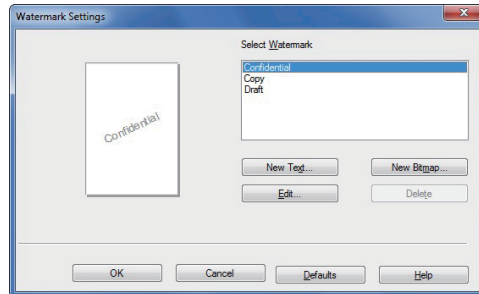 Watermark Settings
Select Watermark
Confidential
Copy
Draft
Confidential
New Text...
New Bitmap...
Edit...
Delete
OK
Cancel
Defaults
Help